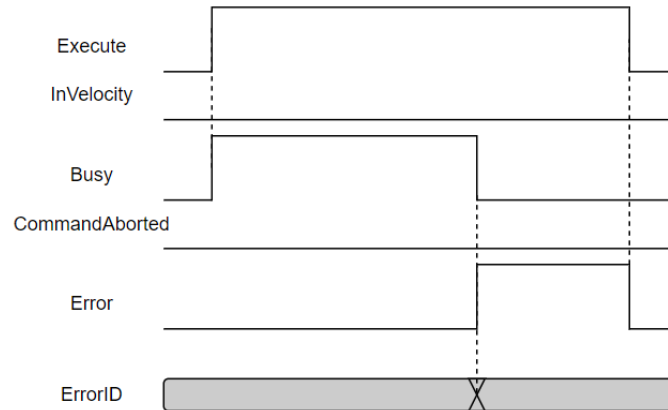 Execute
InVelocity
Busy
CommandAborted
Error
ErrorID